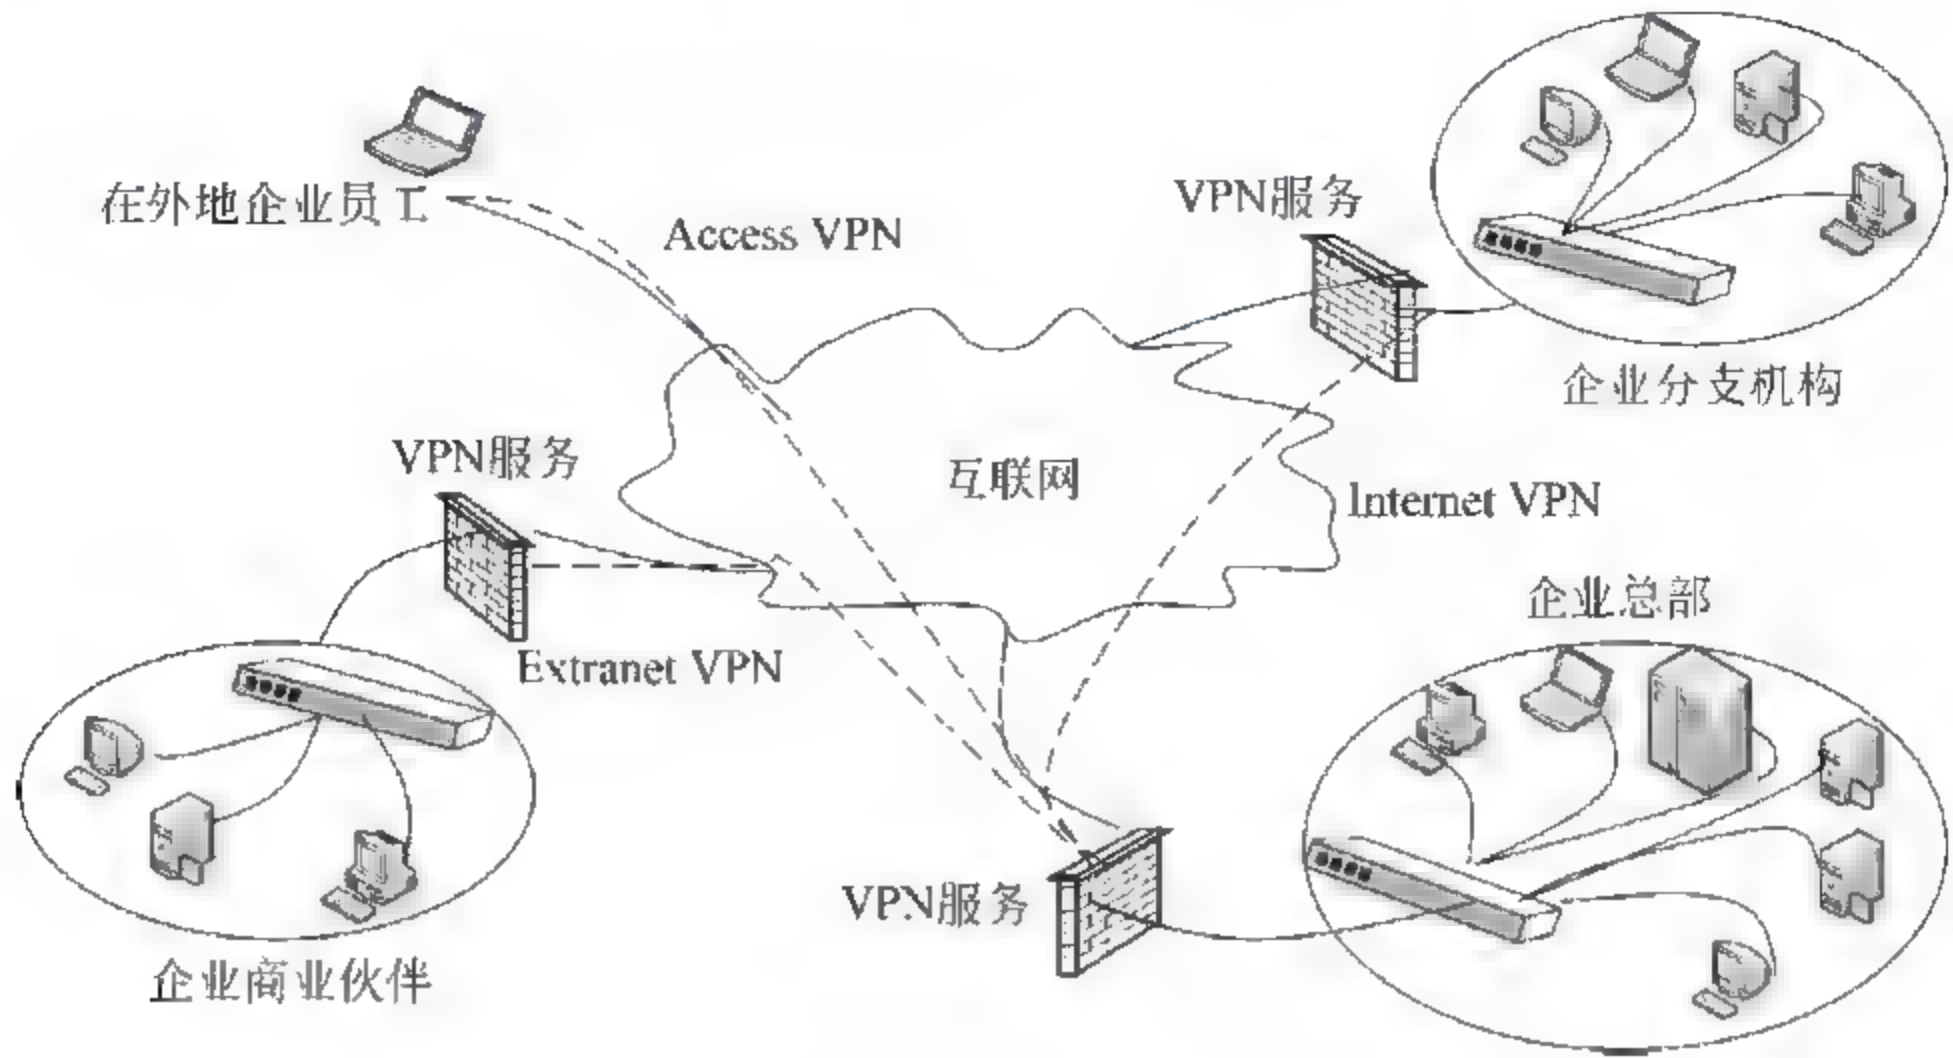 在外地企业员工
Access VPN
VPN服务
企业分支机构
VPN服务
互联网
Internet VPN
企业总部
Extranet VPN
VPN服务
企业商业伙伴